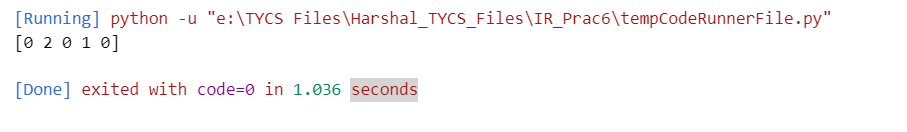 [Running] python -u "e:\TYCS Files\Harshal_TYCS_Files\IR_Prac6\tempCodeRunnerFile.py"
[0 2 0 1 0]
[Done] exited with code=0 in 1.036 seconds